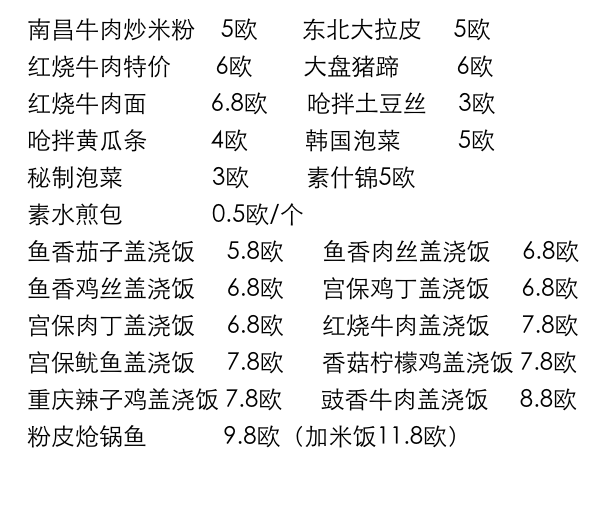 南昌牛肉炒米粉 5欧 东北大拉皮 5欧
红烧牛肉特价 6欧 大盘猪蹄 6欧
红烧牛肉面 6.8欧 呛拌土豆丝 3欧
呛拌黄瓜条 4欧 韩国泡菜 5欧
秘制泡菜 3欧 素什锦5欧
素水煎包 0.5欧/个
鱼香茄子盖浇饭 5.8欧 鱼香肉丝盖浇饭 6.8欧
鱼香鸡丝盖浇饭 6.8欧 宫保鸡丁盖浇饭 6.8欧
宫保肉丁盖浇饭 6.8欧 红烧牛肉盖浇饭 7.8欧
宫保鱿鱼盖浇饭 7.8欧 香菇柠檬鸡盖浇饭 7.8欧
重庆辣子鸡盖浇饭 7.8欧 豉香牛肉盖浇饭 8.8欧
粉皮炝锅鱼 9.8欧（加米饭11.8欧）